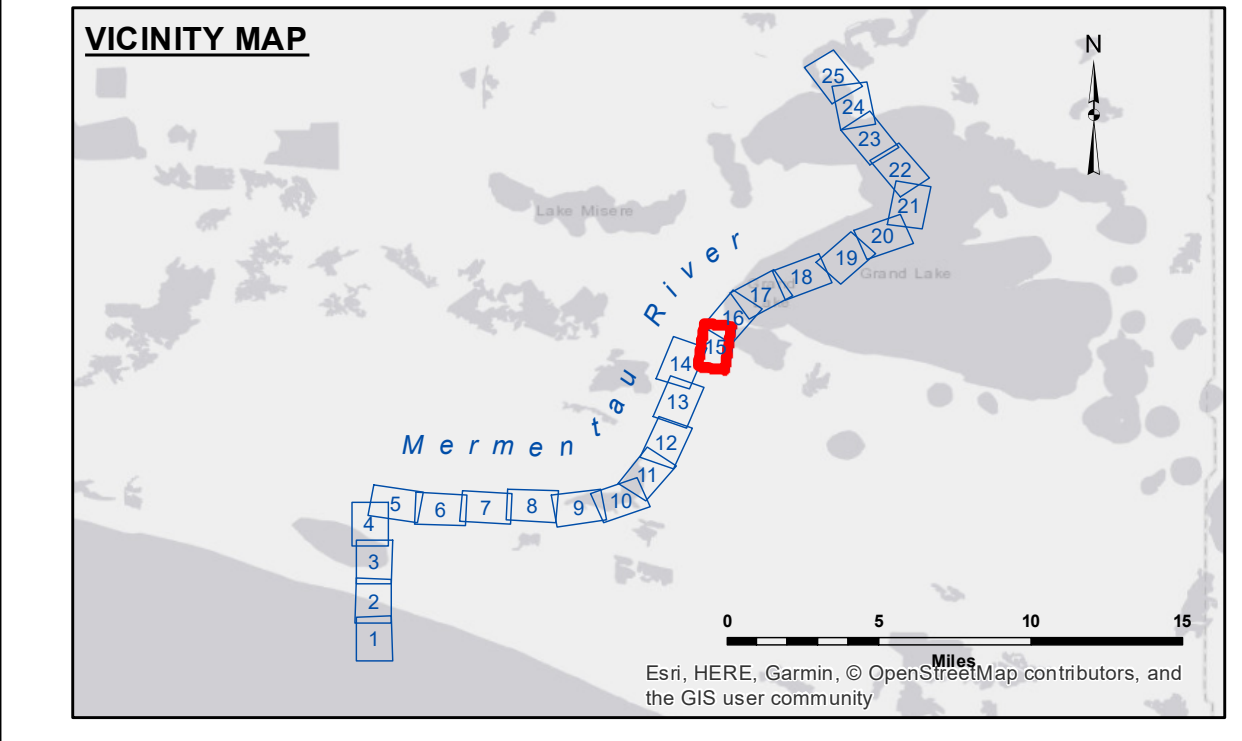 VICINITY MAP
N
25
24
23
22
21
20
19
18
17
16
15
14
13
12
11
10
9
8
7
6
5
4
3
2
1
Lake Misere
Grand Lake
Mermentau River
0 5 10 15
Miles
Esri, HERE, Garmin, © OpenStreetMap contributors, and
the GIS user community